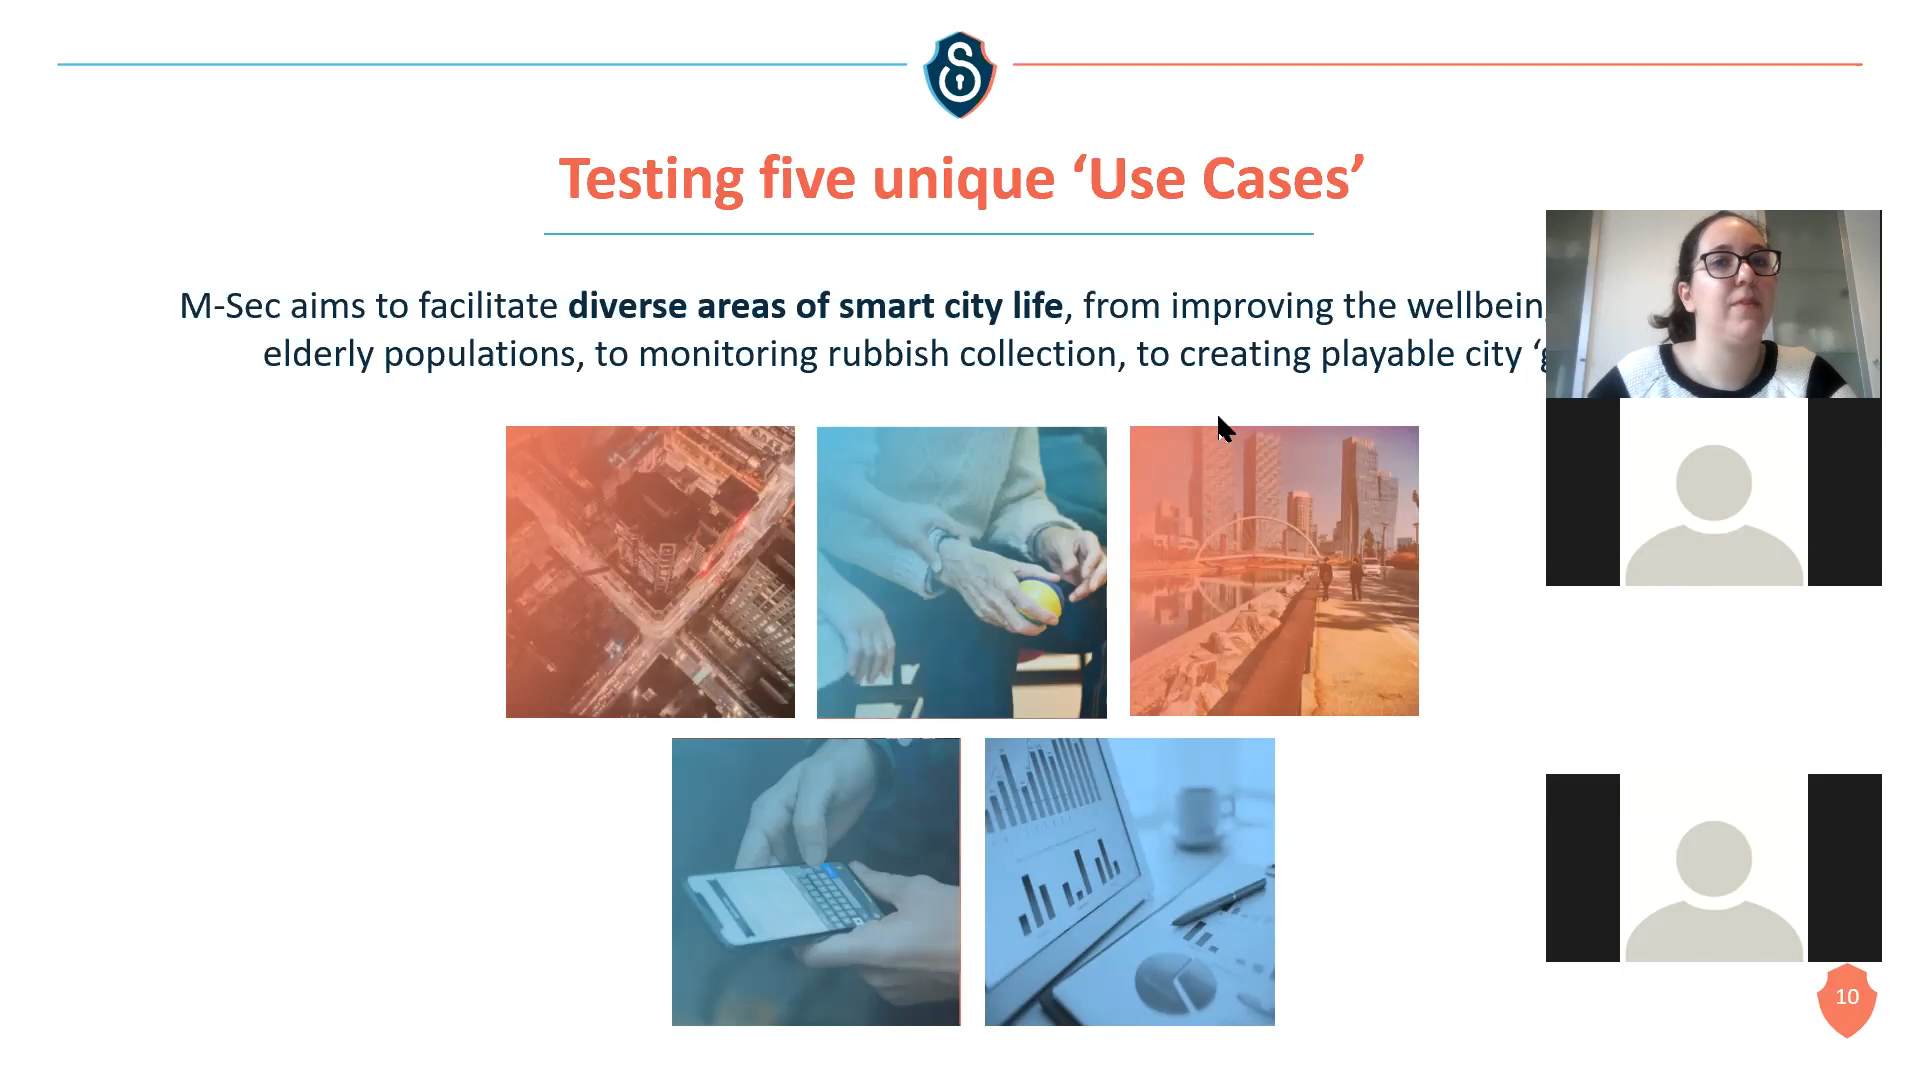 Testing five unique ‘Use Cases’
M-Sec aims to facilitate diverse areas of smart city life, from improving the
elderly populations, to monitoring rubbish collection, to creating playable city
10